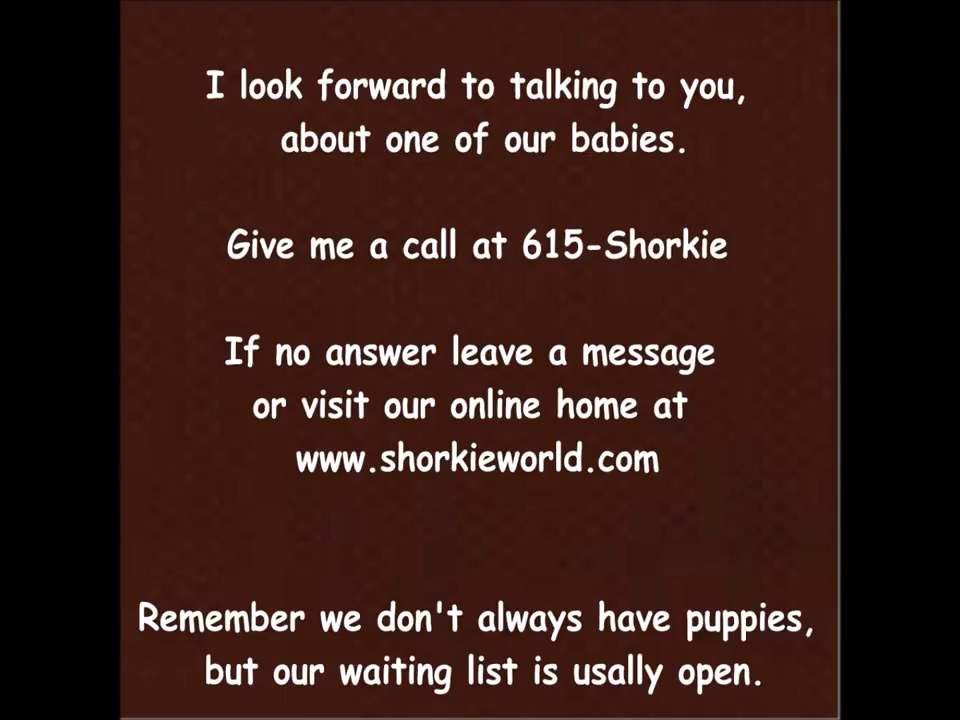 I look forward to talking to you,
about one of our babies.
Give me a call at 615-Shorkie
If no answer leave a message
or visit our online home at
www.shorkieworld.com
Remember we don't always have puppies,
but our waiting list is usally open.